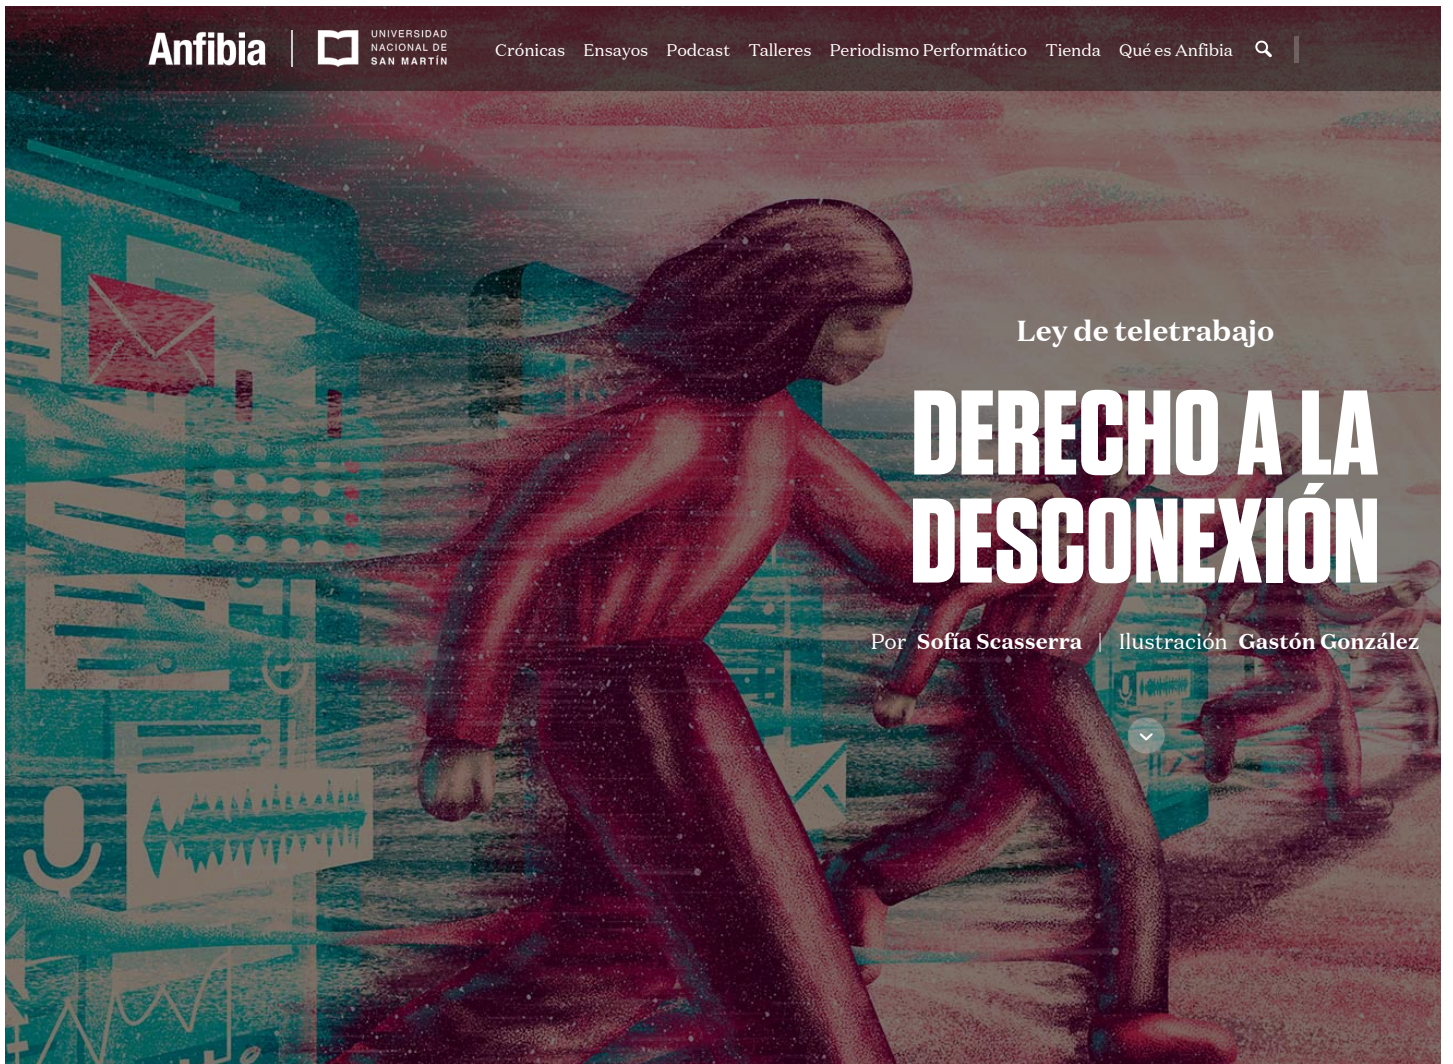 Anfibia
UNIVERSIDAD
NACIONAL DE
SAN MARTÍN
Crónicas Ensayos Podcast Talleres Periodismo Performático Tienda Qué es Anfibia
Ley de teletrabajo
DERECHO A LA
DESCONEXIÓN
Por Sofía Scasserra | Ilustración Gastón González